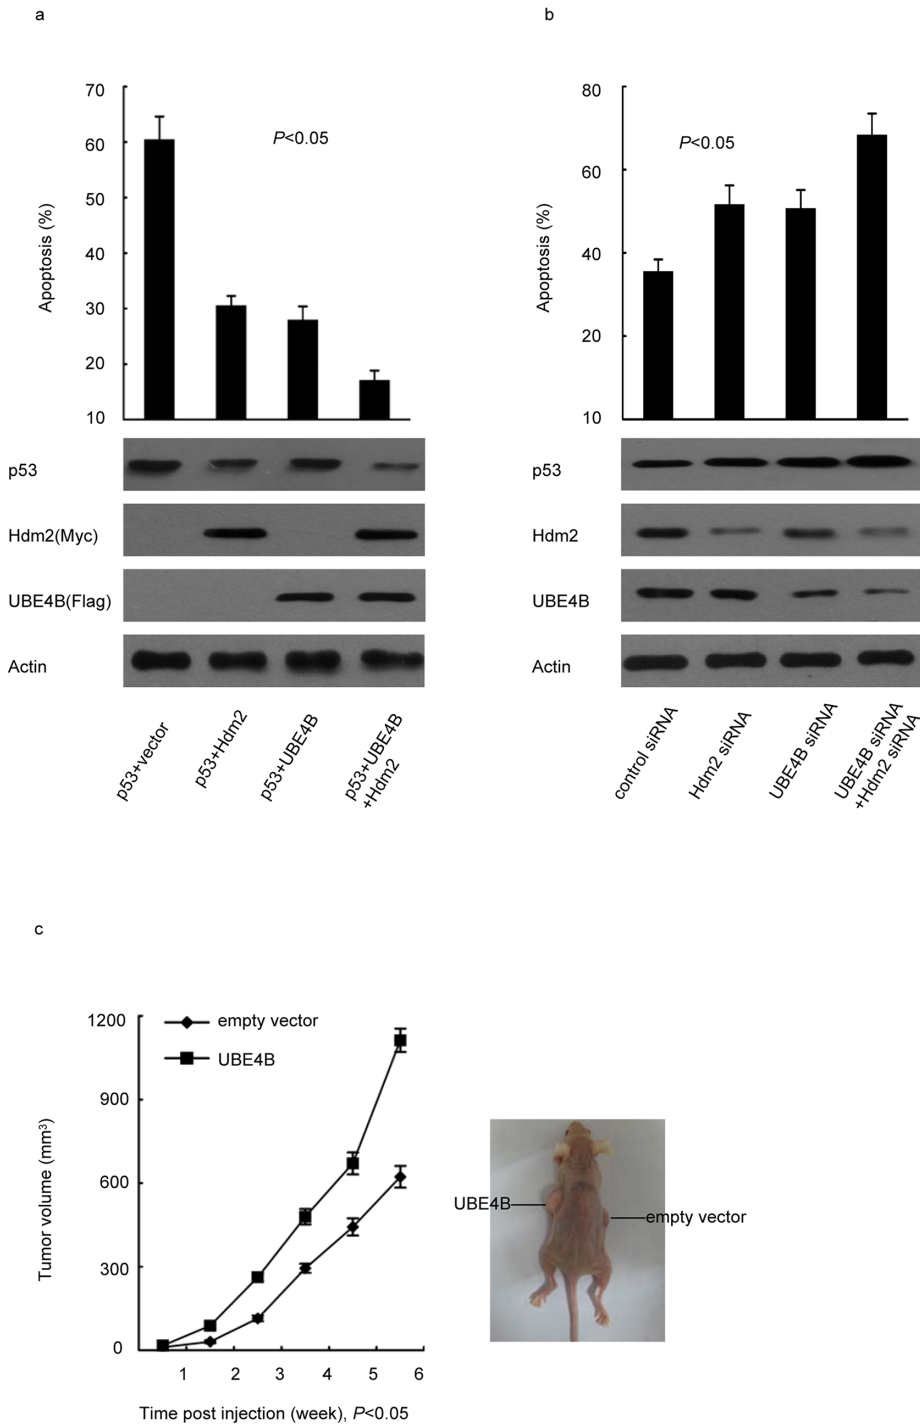 a
70
60
50
40
30
20
10
Apoptosis (%)
P<0.05
p53
Hdm2(Myc)
UBE4B(Flag)
Actin
p53+vector
p53+Hdm2
p53+UBE4B
p53+UBE4B
+Hdm2
b
80
60
40
20
10
Apoptosis (%)
P<0.05
p53
Hdm2
UBE4B
Actin
control siRNA
Hdm2 siRNA
UBE4B siRNA
UBE4B siRNA
+Hdm2 siRNA
c
1200
900
600
300
0
Tumor volume (mm³)
empty vector
UBE4B
1 2 3 4 5 6
Time post injection (week), P<0.05
UBE4B
empty vector